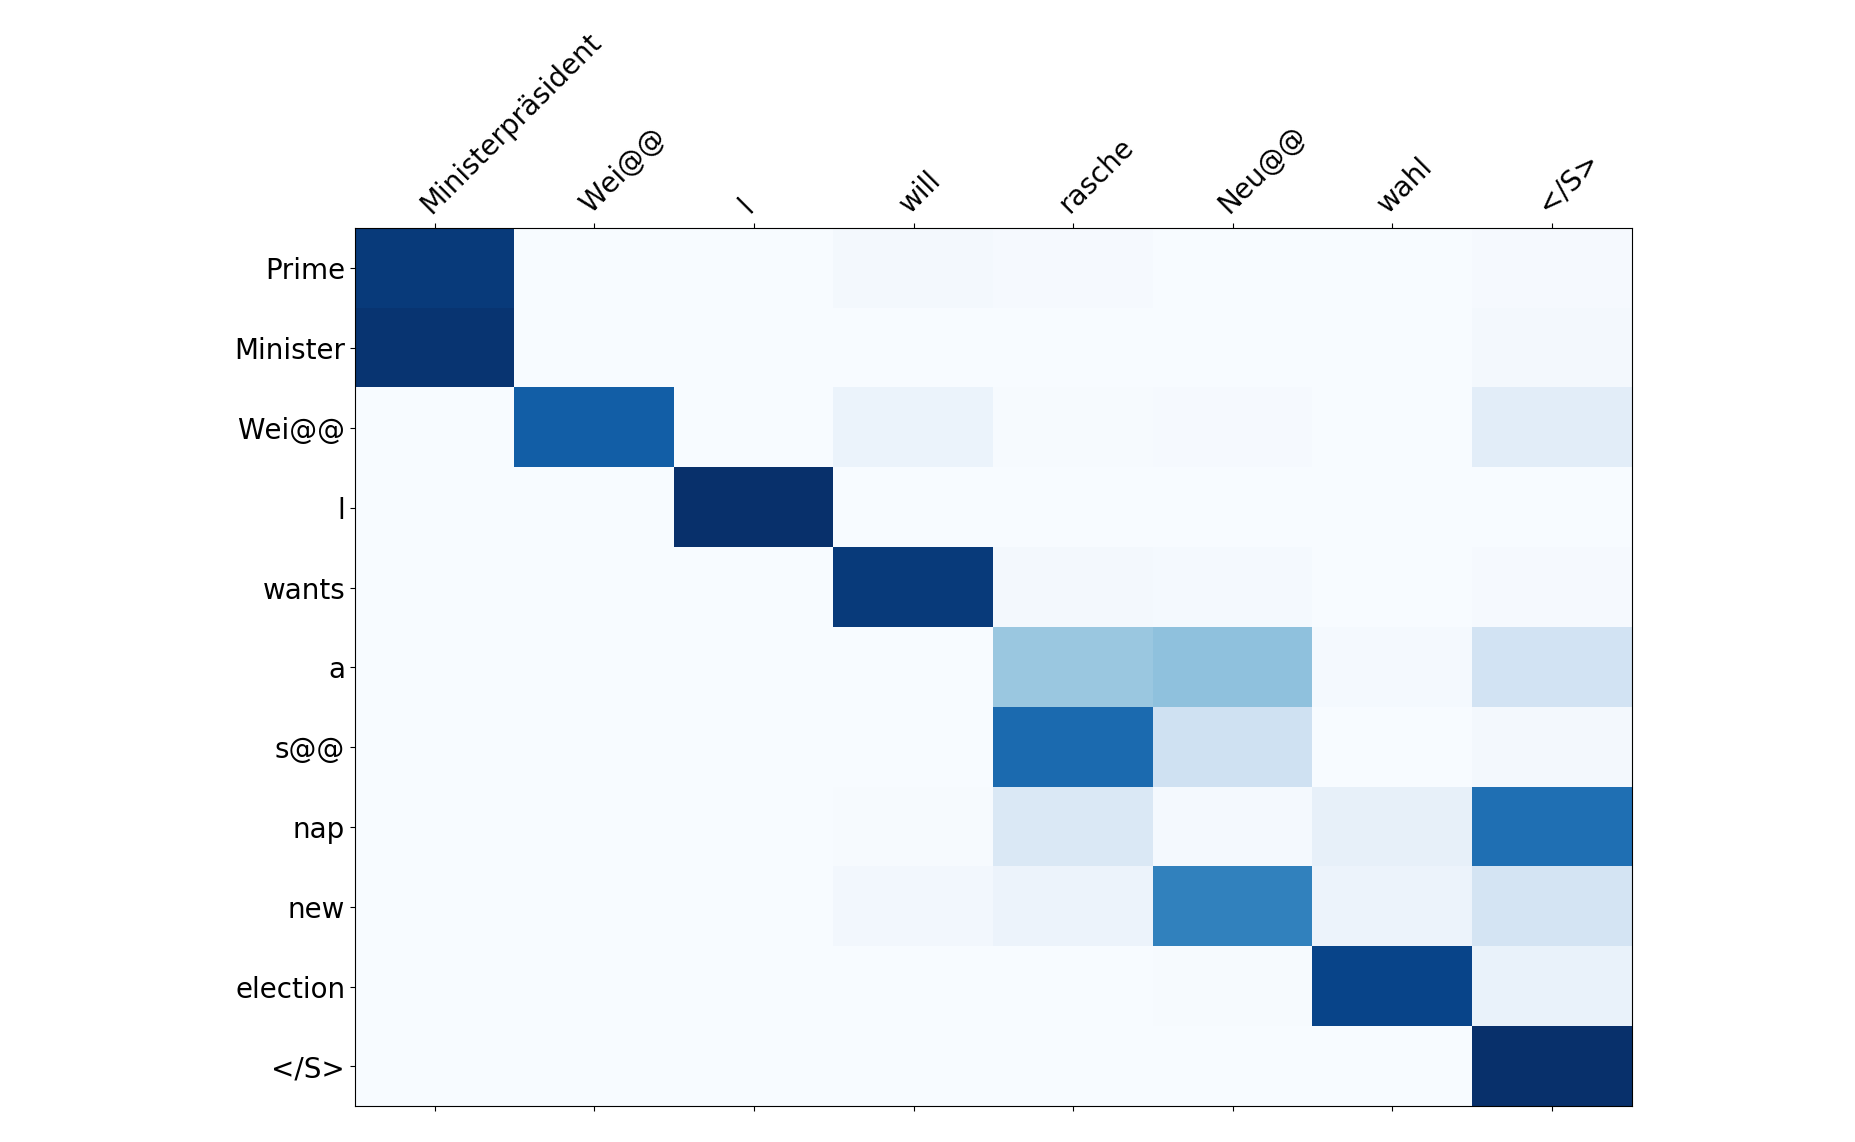 Ministerpräsident
Wei@@
l
will
rasche
Neu@@
wahl
</S>
Prime
Minister
Wei@@
l
wants
a
s@@
nap
new
election
</S>